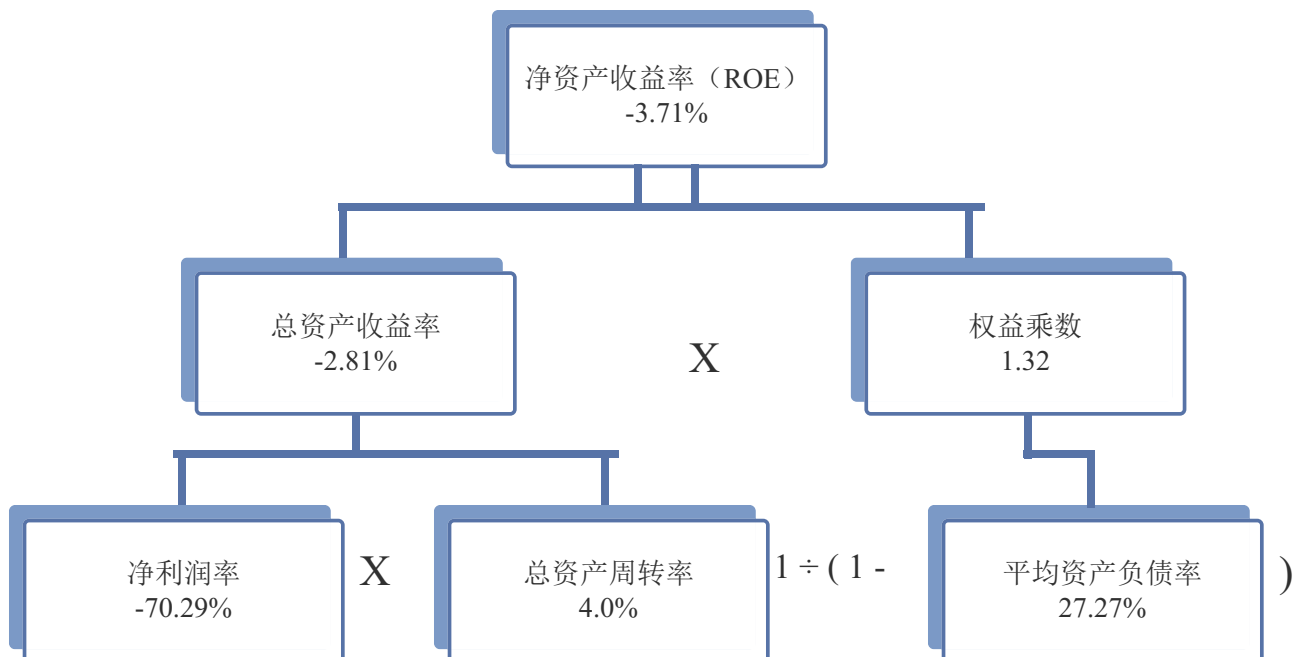 净资产收益率（ROE）
-3.71%
总资产收益率
-2.81%
X
权益乘数
1.32
净利润率
-70.29%
X
总资产周转率
4.0%
1 ÷ ( 1 -
平均资产负债率
27.27%
)